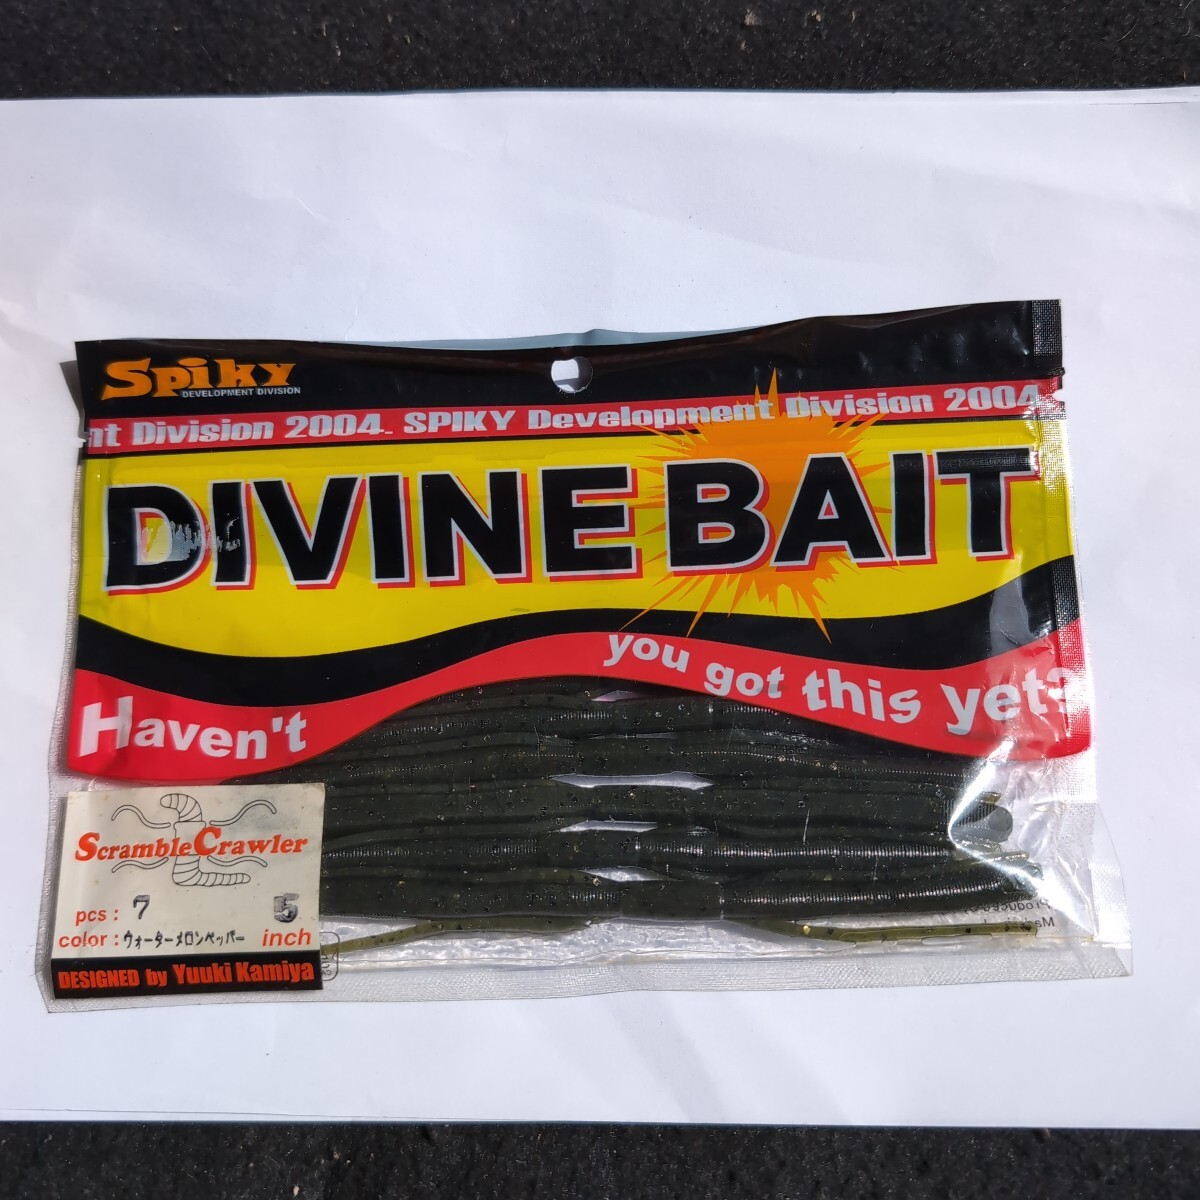 Spiky
DEVELOPMENT DIVISION
nt Division 2004. SPIKY Development Division 2004
DIVINE BAIT
Haven't you got this yet?
Scramble Crawler
pcs : 7 5 inch
color : ウォーターメロンペッパー
DESIGNED by Yuuki Kamiya